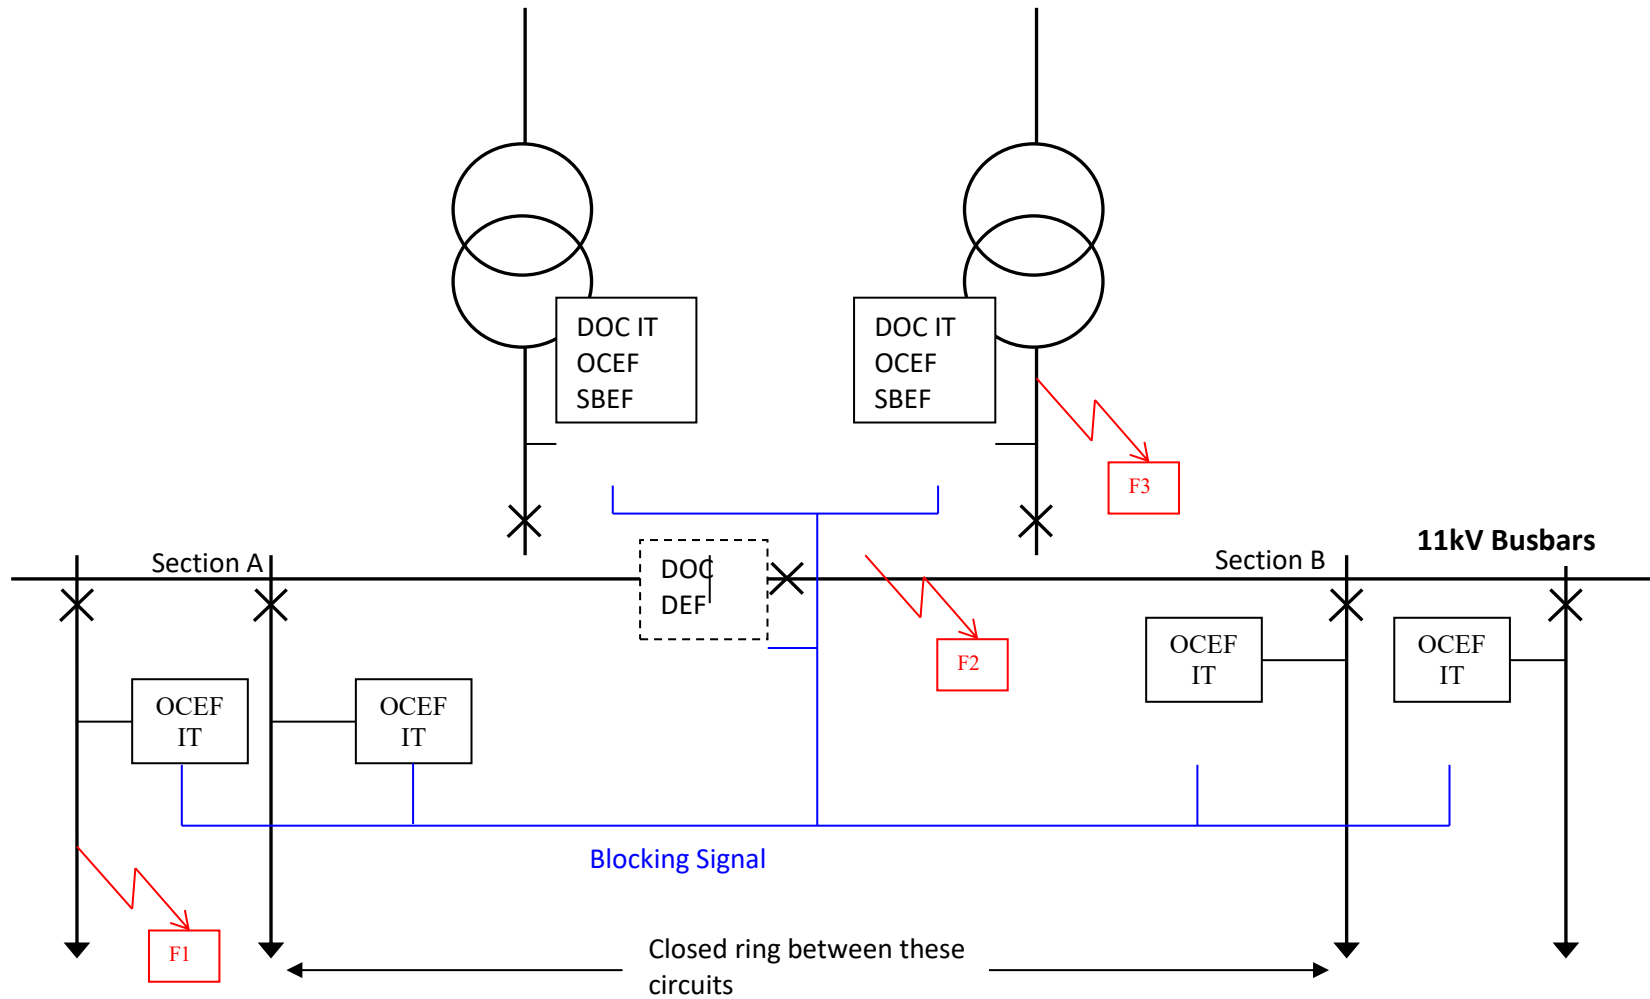 DOC IT
OCEF
SBEF
DOC IT
OCEF
SBEF
F3
11kV Busbars
Section A
Section B
DOC
DEF
F2
OCEF
IT
OCEF
IT
OCEF
IT
OCEF
IT
Blocking Signal
F1
Closed ring between these
circuits